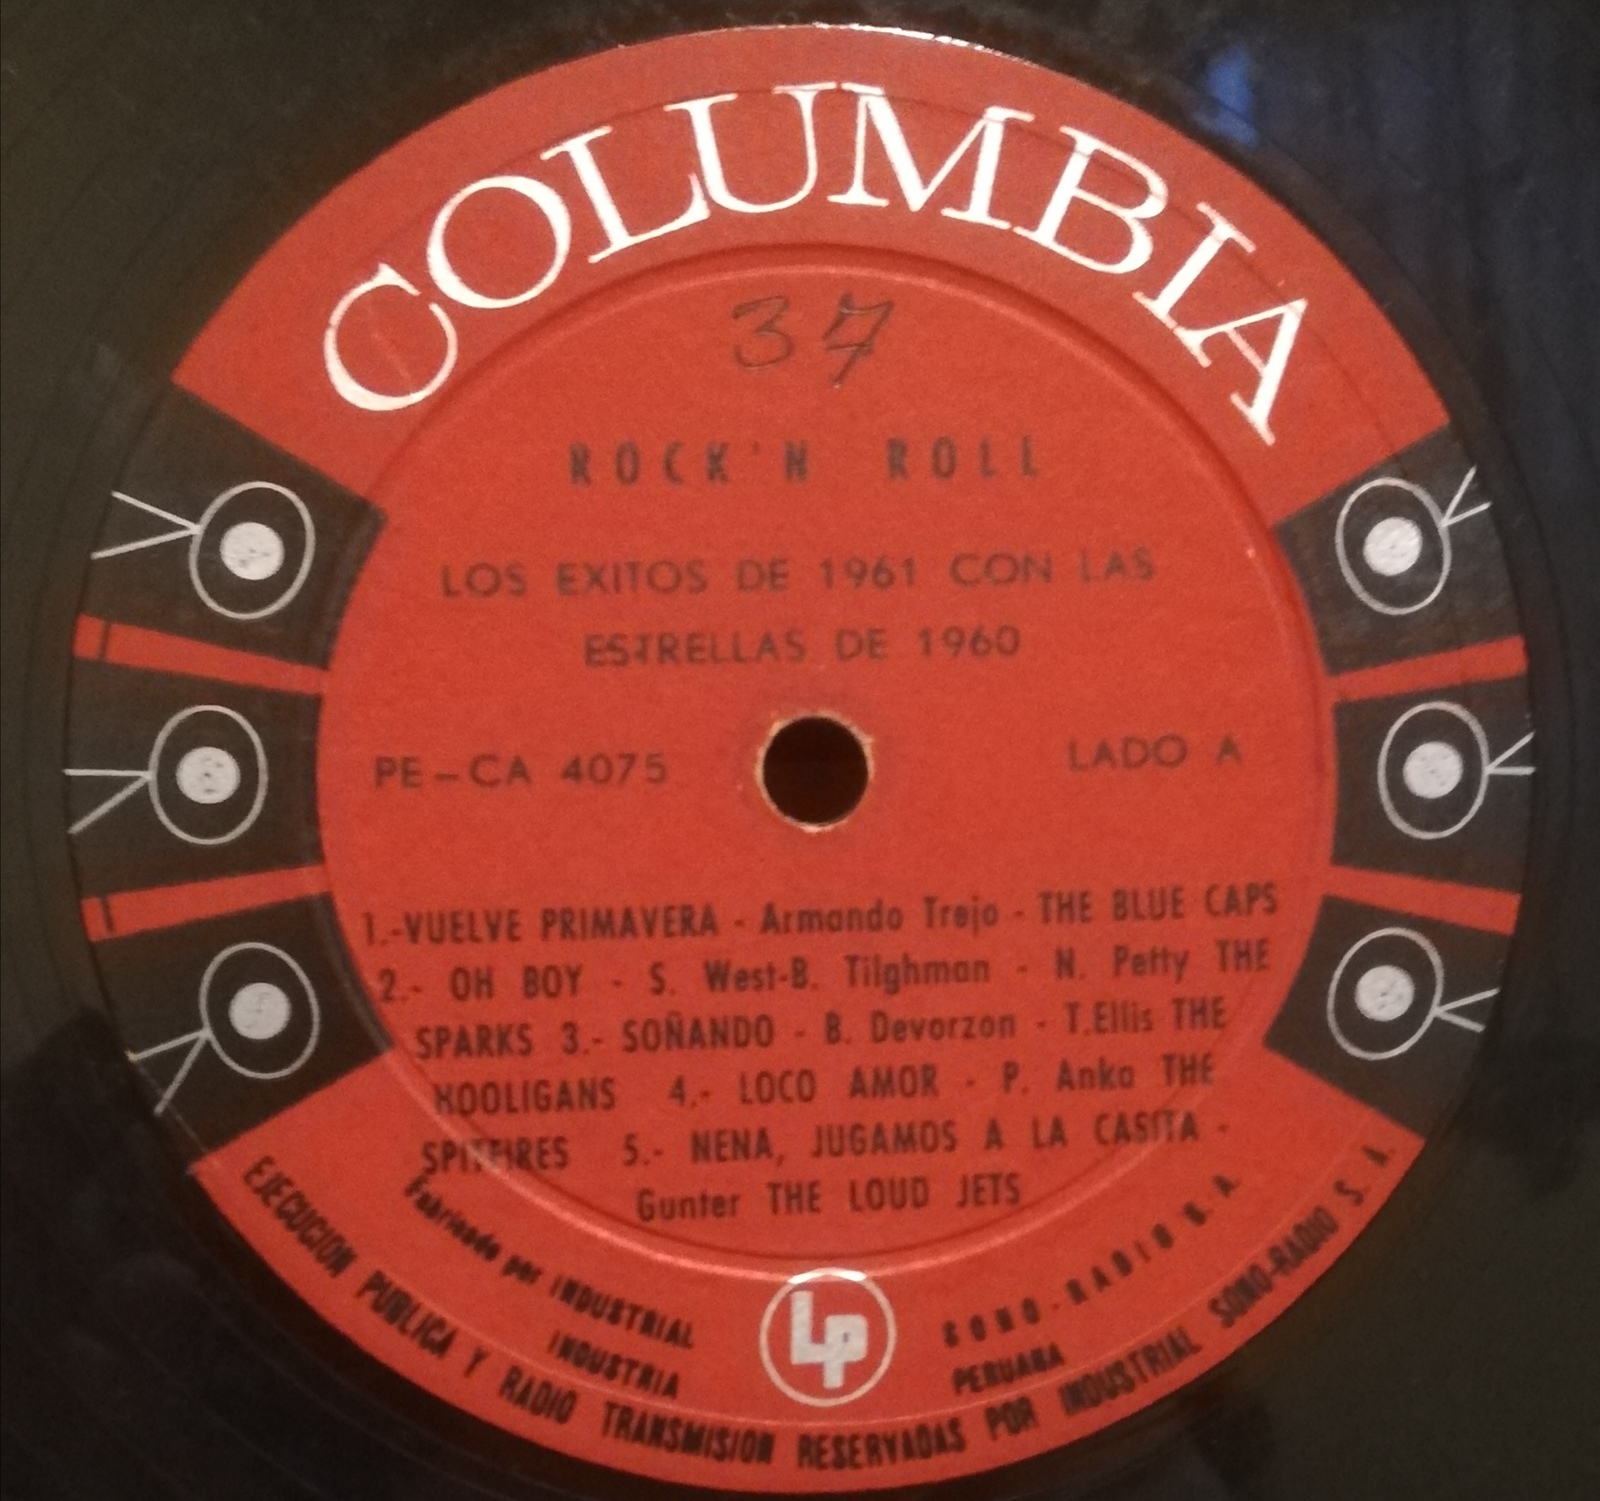 COLUMBIA
37
ROCK'N ROLL
LOS EXITOS DE 1961 CON LAS
ESTRELLAS DE 1960
PE-CA 4075
LADO A
1.-VUELVE PRIMAVERA - Armando Trejo - THE BLUE CAPS
2.- OH BOY - S. West-B. Tilghman - N. Petty THE
SPARKS 3.- SOÑANDO - B. Devorzon - T.Ellis THE
HOOLIGANS 4.- LOCO AMOR - P. Anka THE
SPITFIRES 5.- NENA, JUGAMOS A LA CASITA -
Gunter THE LOUD JETS
Fabricado por INDUSTRIAL SONO-RADIO S.A.
INDUSTRIA PERUANA
LP
EJECUCION PUBLICA Y RADIO TRANSMISION RESERVADAS POR INDUSTRIAL SONO-RADIO S. A.